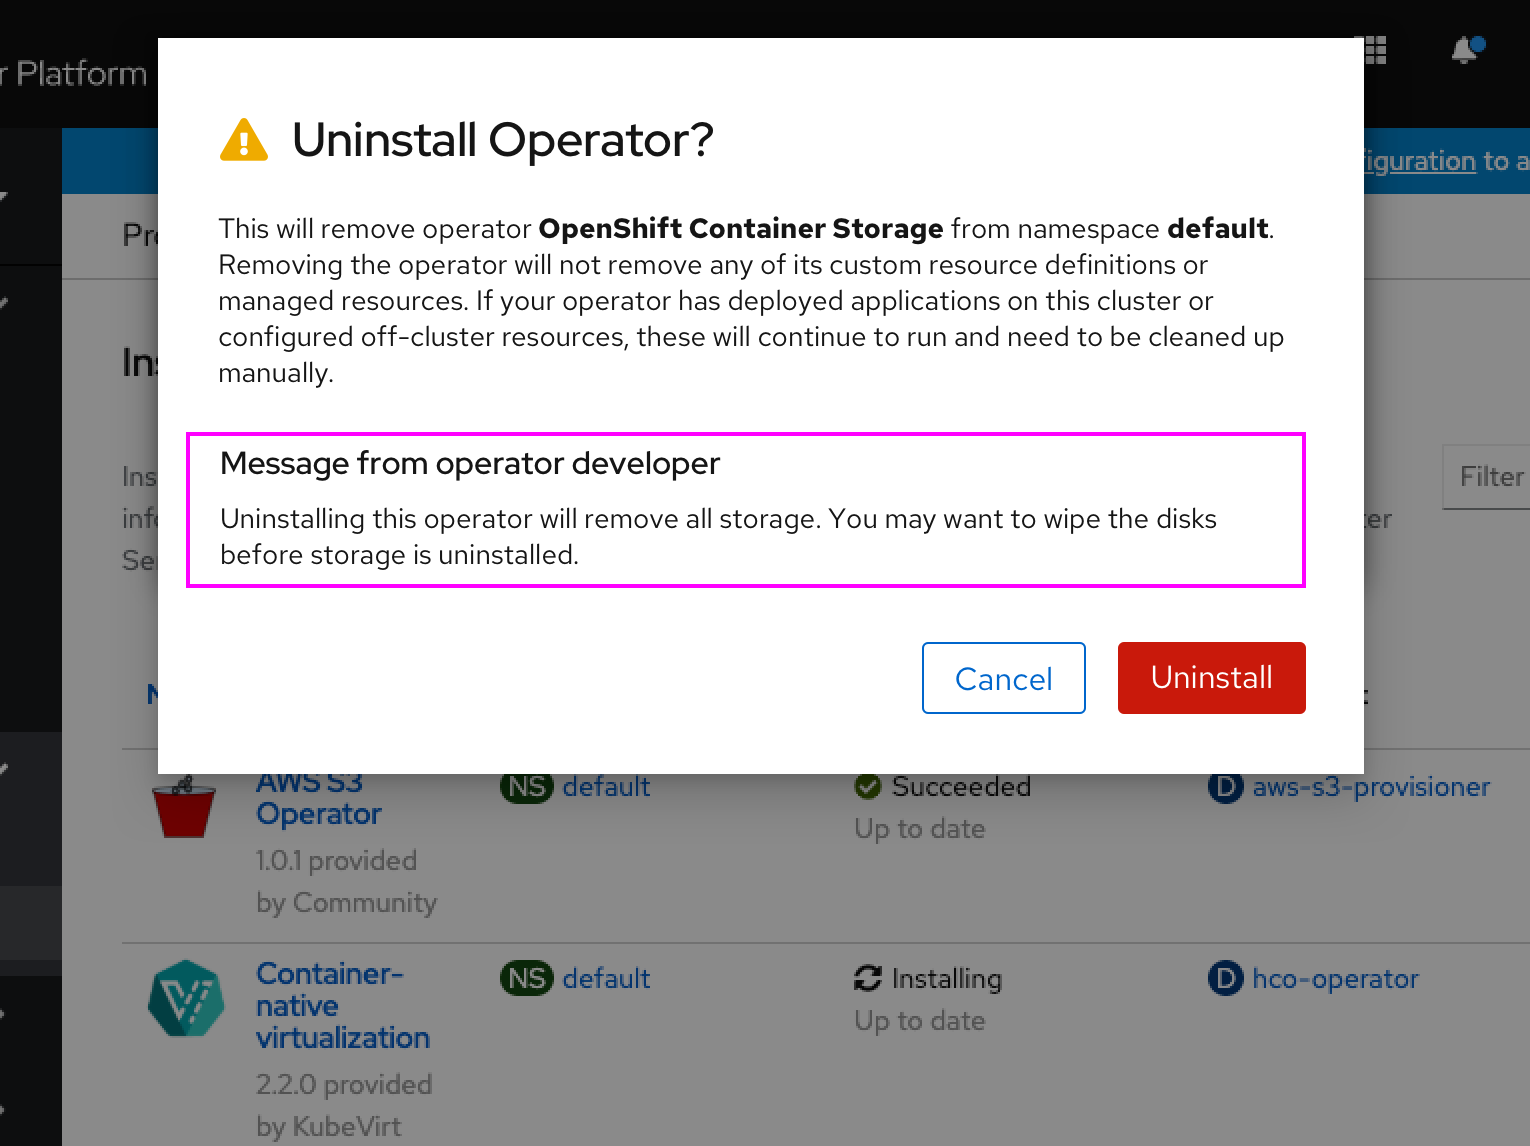 r Platform
Uninstall Operator?
This will remove operator OpenShift Container Storage from namespace default.
Removing the operator will not remove any of its custom resource definitions or
managed resources. If your operator has deployed applications on this cluster or
configured off-cluster resources, these will continue to run and need to be cleaned up
manually.
Message from operator developer
Uninstalling this operator will remove all storage. You may want to wipe the disks
before storage is uninstalled.
Cancel
Uninstall
figuration to a
Filter
AWS S3
Operator
1.0.1 provided
by Community
NS default
Succeeded
Up to date
D aws-s3-provisioner
Container-
native
virtualization
2.2.0 provided
by KubeVirt
NS default
Installing
Up to date
D hco-operator